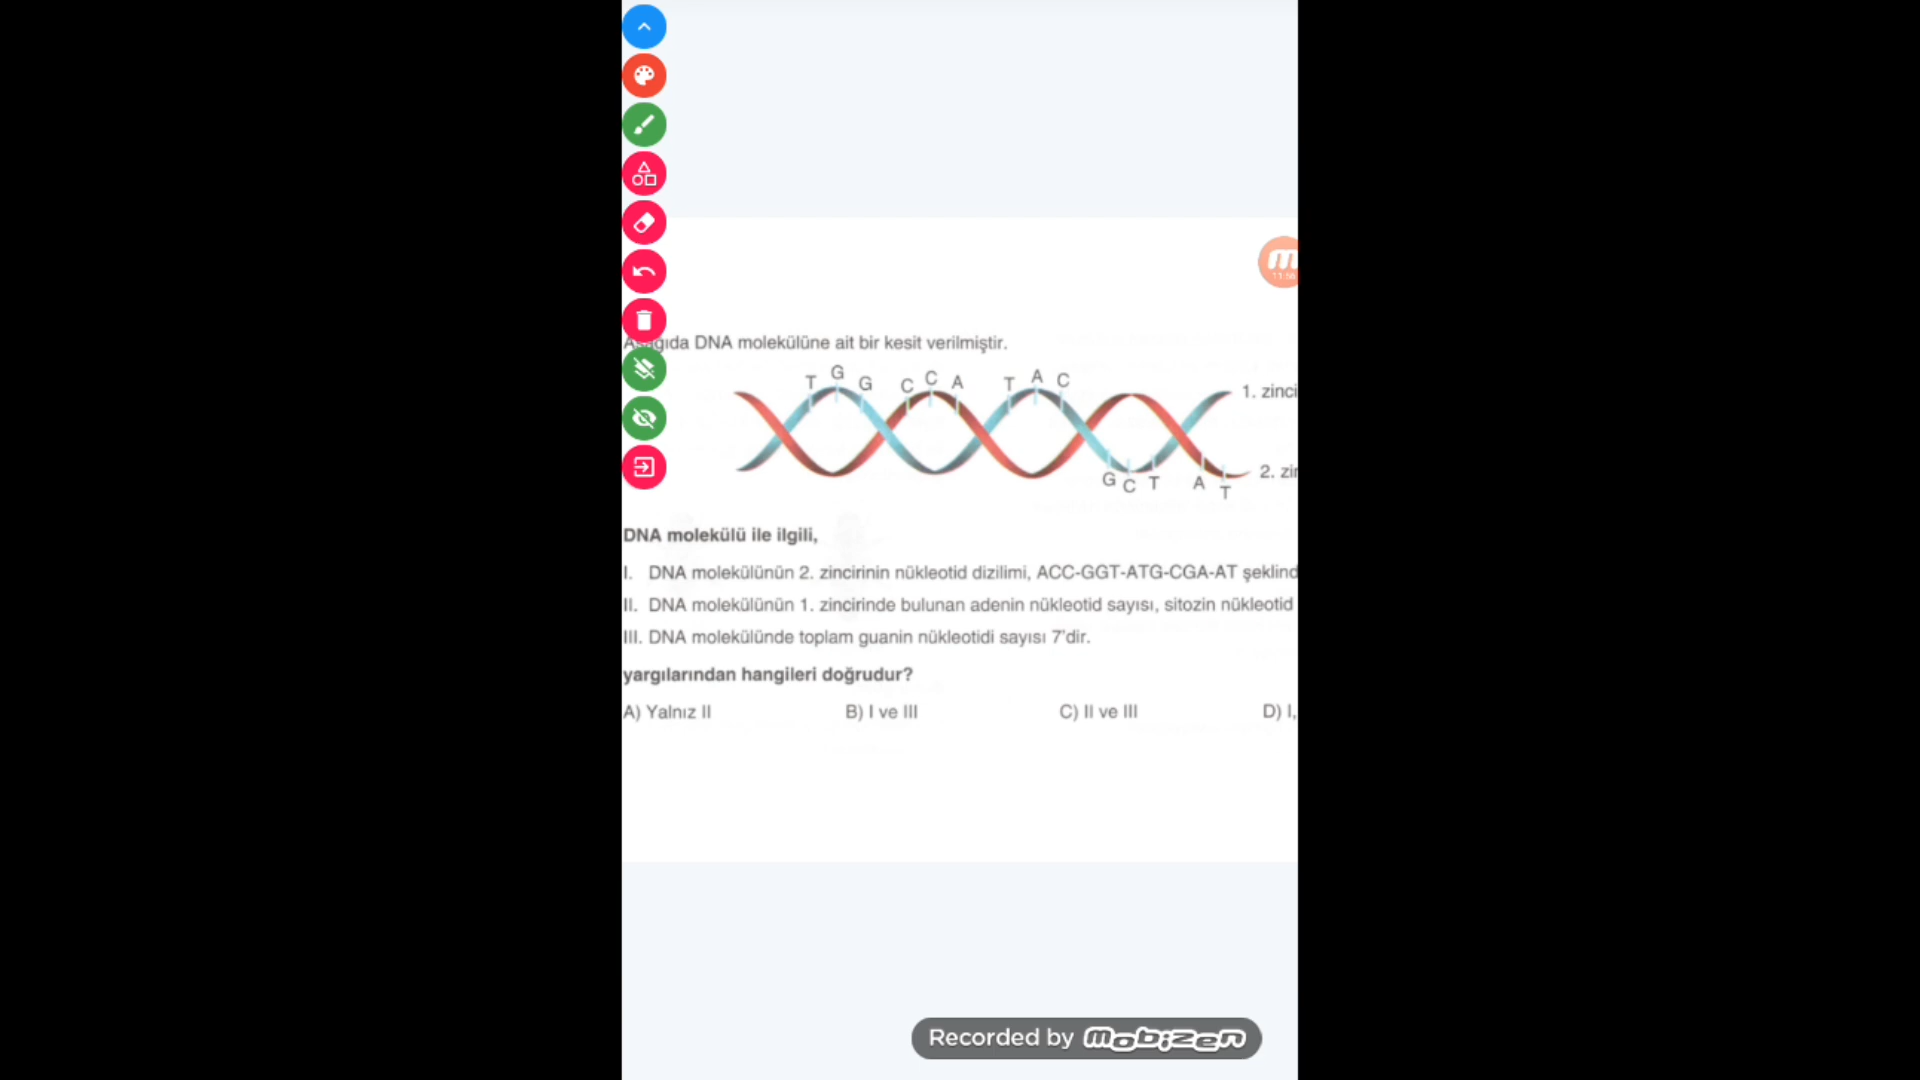 11:56
Aşağıda DNA molekülüne ait bir kesit verilmiştir.
T G G C C A T A C
1. zinci
G C T A T
2. zi
DNA molekülü ile ilgili,
I. DNA molekülünün 2. zincirinin nükleotid dizilimi, ACC-GGT-ATG-CGA-AT şeklind
II. DNA molekülünün 1. zincirinde bulunan adenin nükleotid sayısı, sitozin nükleotid
III. DNA molekülünde toplam guanin nükleotidi sayısı 7'dir.
yargılarından hangileri doğrudur?
A) Yalnız II B) I ve III C) II ve III D) I,
Recorded by mobizen